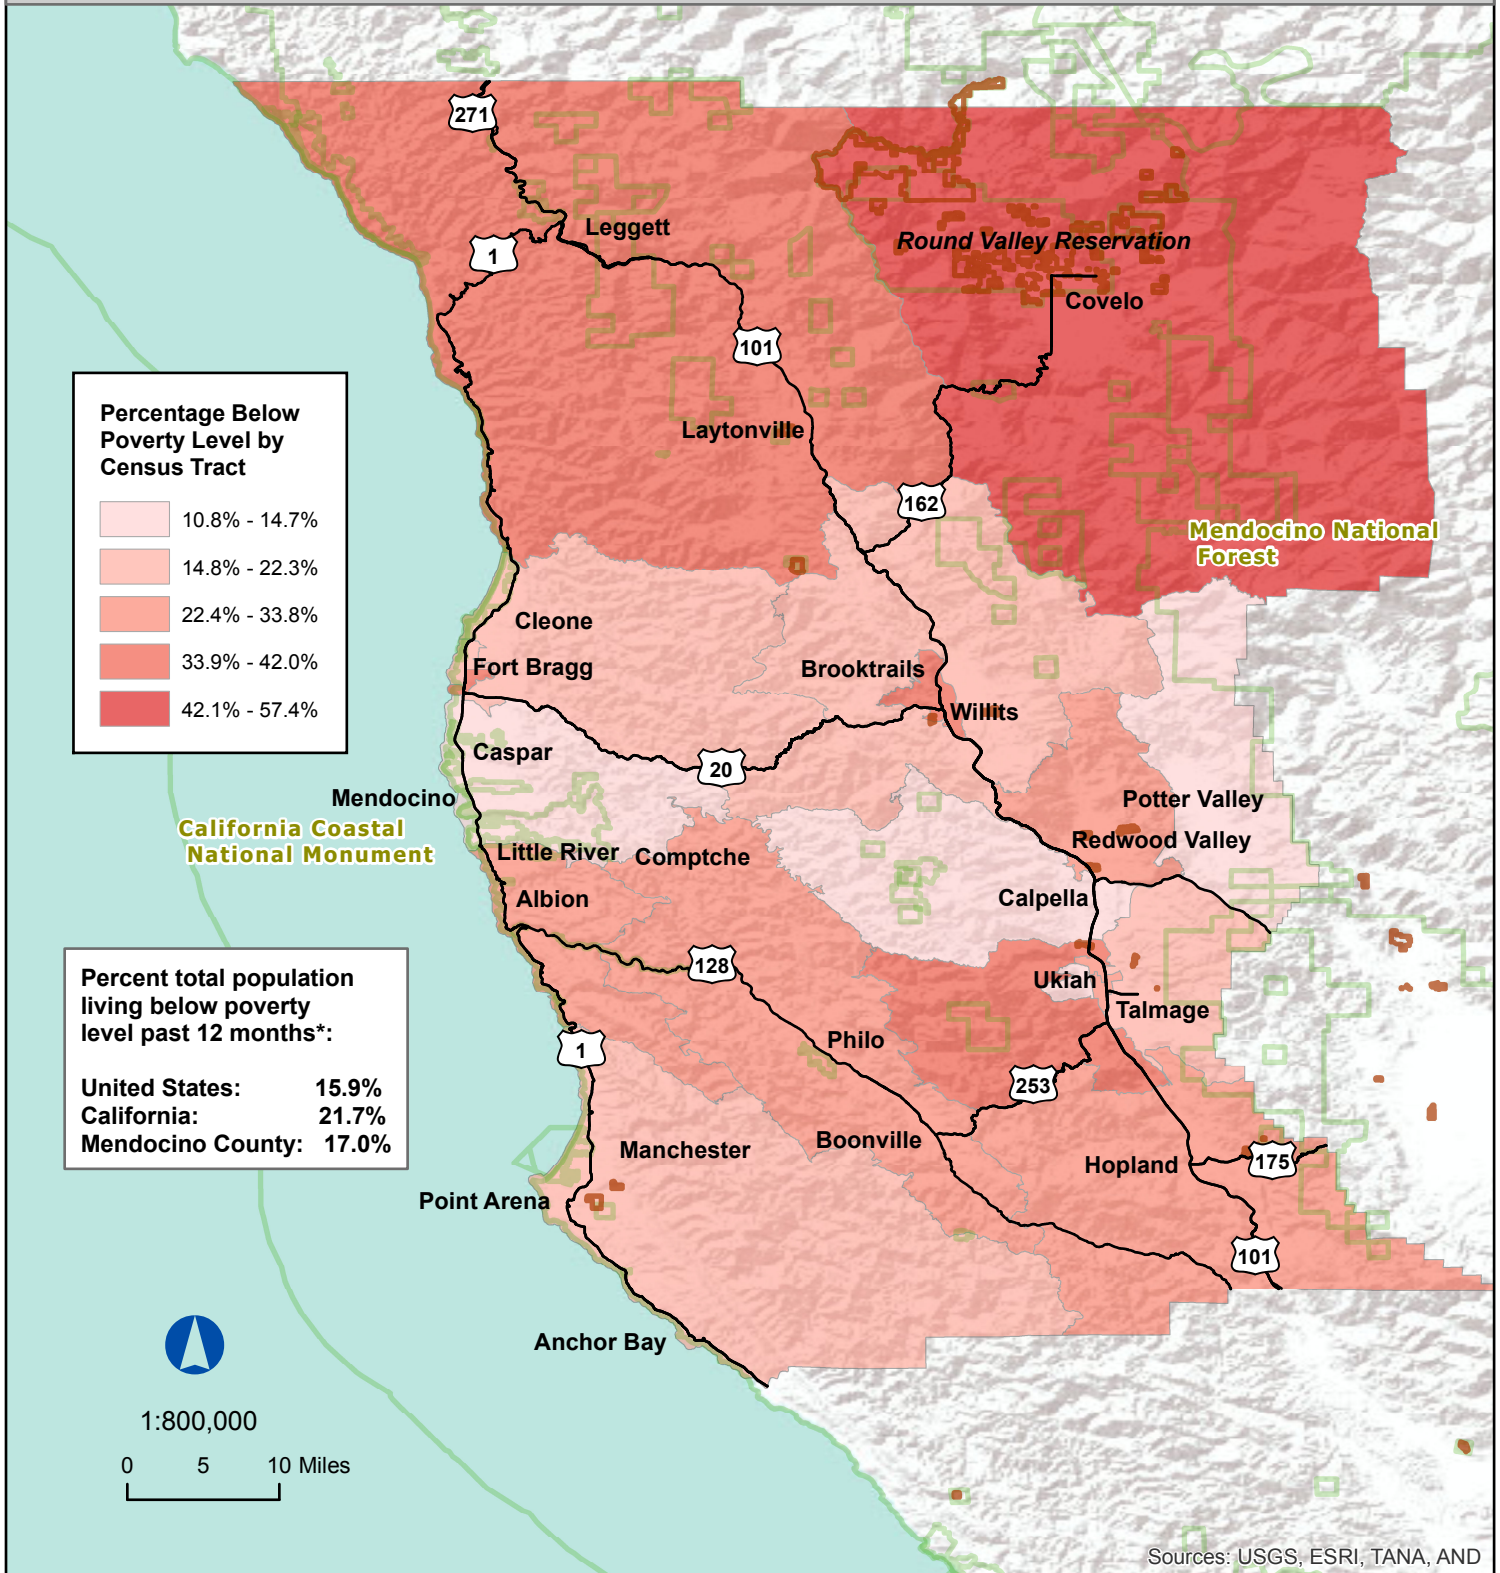 271
Leggett
1
Round Valley Reservation
Covelo
101
Percentage Below
Poverty Level by
Census Tract
10.8% - 14.7%
14.8% - 22.3%
22.4% - 33.8%
33.9% - 42.0%
42.1% - 57.4%
Laytonville
162
Mendocino National
Forest
Cleone
Fort Bragg
Brooktrails
Willits
Caspar
20
Mendocino
Potter Valley
California Coastal
National Monument
Redwood Valley
Little River
Comptche
Albion
Calpella
128
Ukiah
Talmage
Percent total population
living below poverty
level past 12 months*:
United States: 15.9%
California: 21.7%
Mendocino County: 17.0%
1
Philo
253
Manchester
Boonville
Hopland
175
Point Arena
101
Anchor Bay
1:800,000
0 5 10 Miles
Sources: USGS, ESRI, TANA, AND